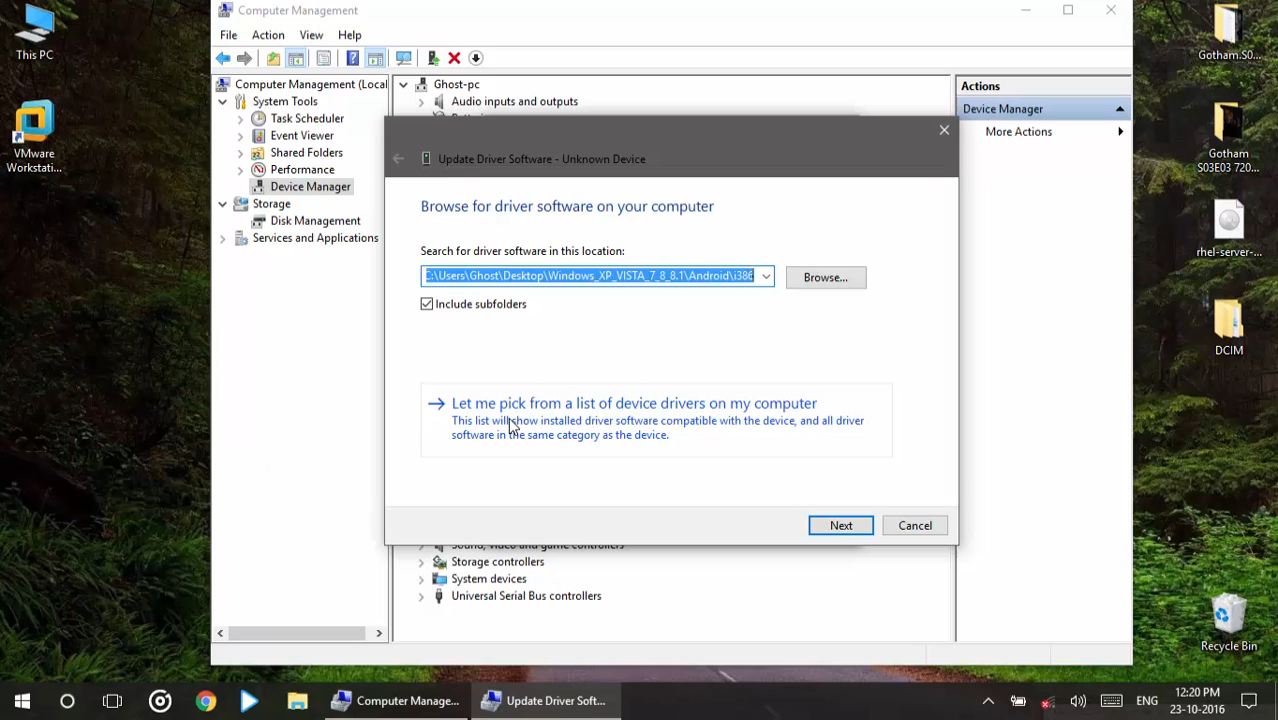 Computer Management
File Action View Help
This PC
VMware
Workstati...
Computer Management (Local
System Tools
Task Scheduler
Event Viewer
Shared Folders
Performance
Device Manager
Storage
Disk Management
Services and Applications
Ghost-pc
Audio inputs and outputs
Update Driver Software - Unknown Device
Browse for driver software on your computer
Search for driver software in this location:
C:\Users\Ghost\Desktop\Windows_XP_VISTA_7_8_8.1\Android\i386
Browse...
Include subfolders
Let me pick from a list of device drivers on my computer
This list will show installed driver software compatible with the device, and all driver
software in the same category as the device.
Next
Cancel
Sound, video and game controllers
Storage controllers
System devices
Universal Serial Bus controllers
Actions
Device Manager
More Actions
Gotham.S0...
Gotham
S03E03 720...
rhel-server-...
DCIM
Recycle Bin
Computer Manage...
Update Driver Soft...
ENG
12:20 PM
23-10-2016